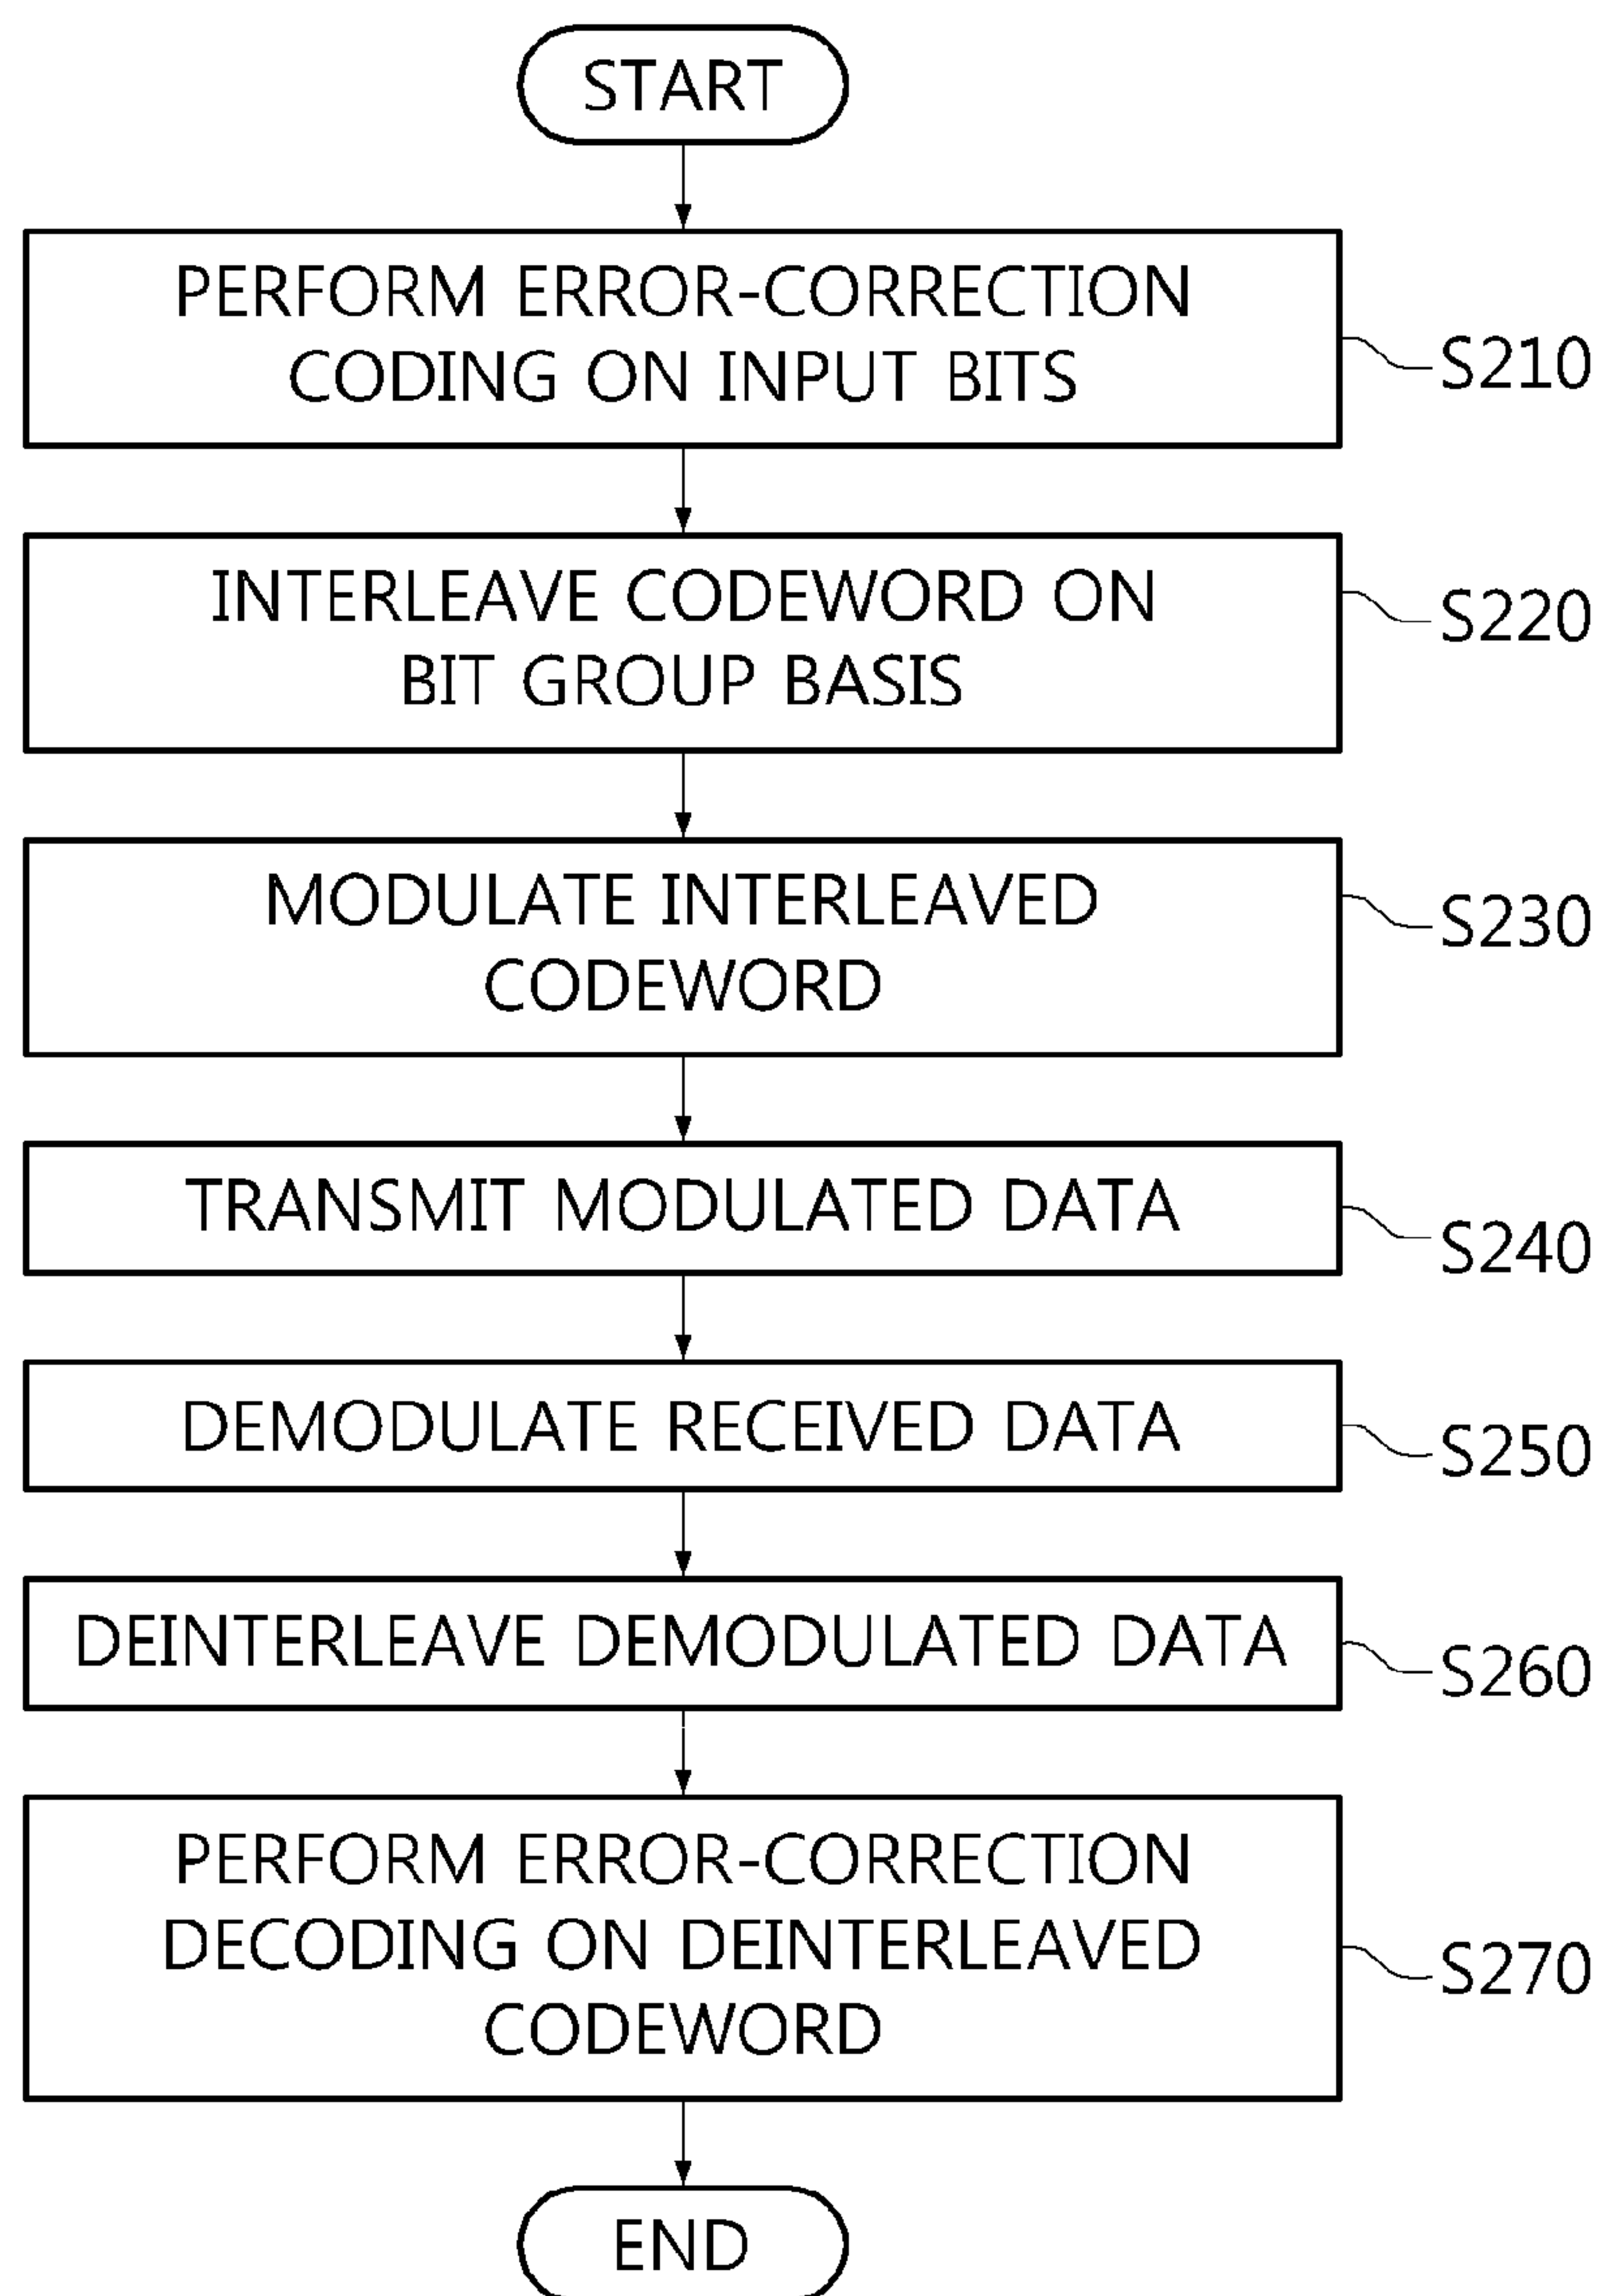 START
PERFORM ERROR-CORRECTION
CODING ON INPUT BITS
S210
INTERLEAVE CODEWORD ON
BIT GROUP BASIS
S220
MODULATE INTERLEAVED
CODEWORD
S230
TRANSMIT MODULATED DATA
S240
DEMODULATE RECEIVED DATA
S250
DEINTERLEAVE DEMODULATED DATA
S260
PERFORM ERROR-CORRECTION
DECODING ON DEINTERLEAVED
CODEWORD
S270
END